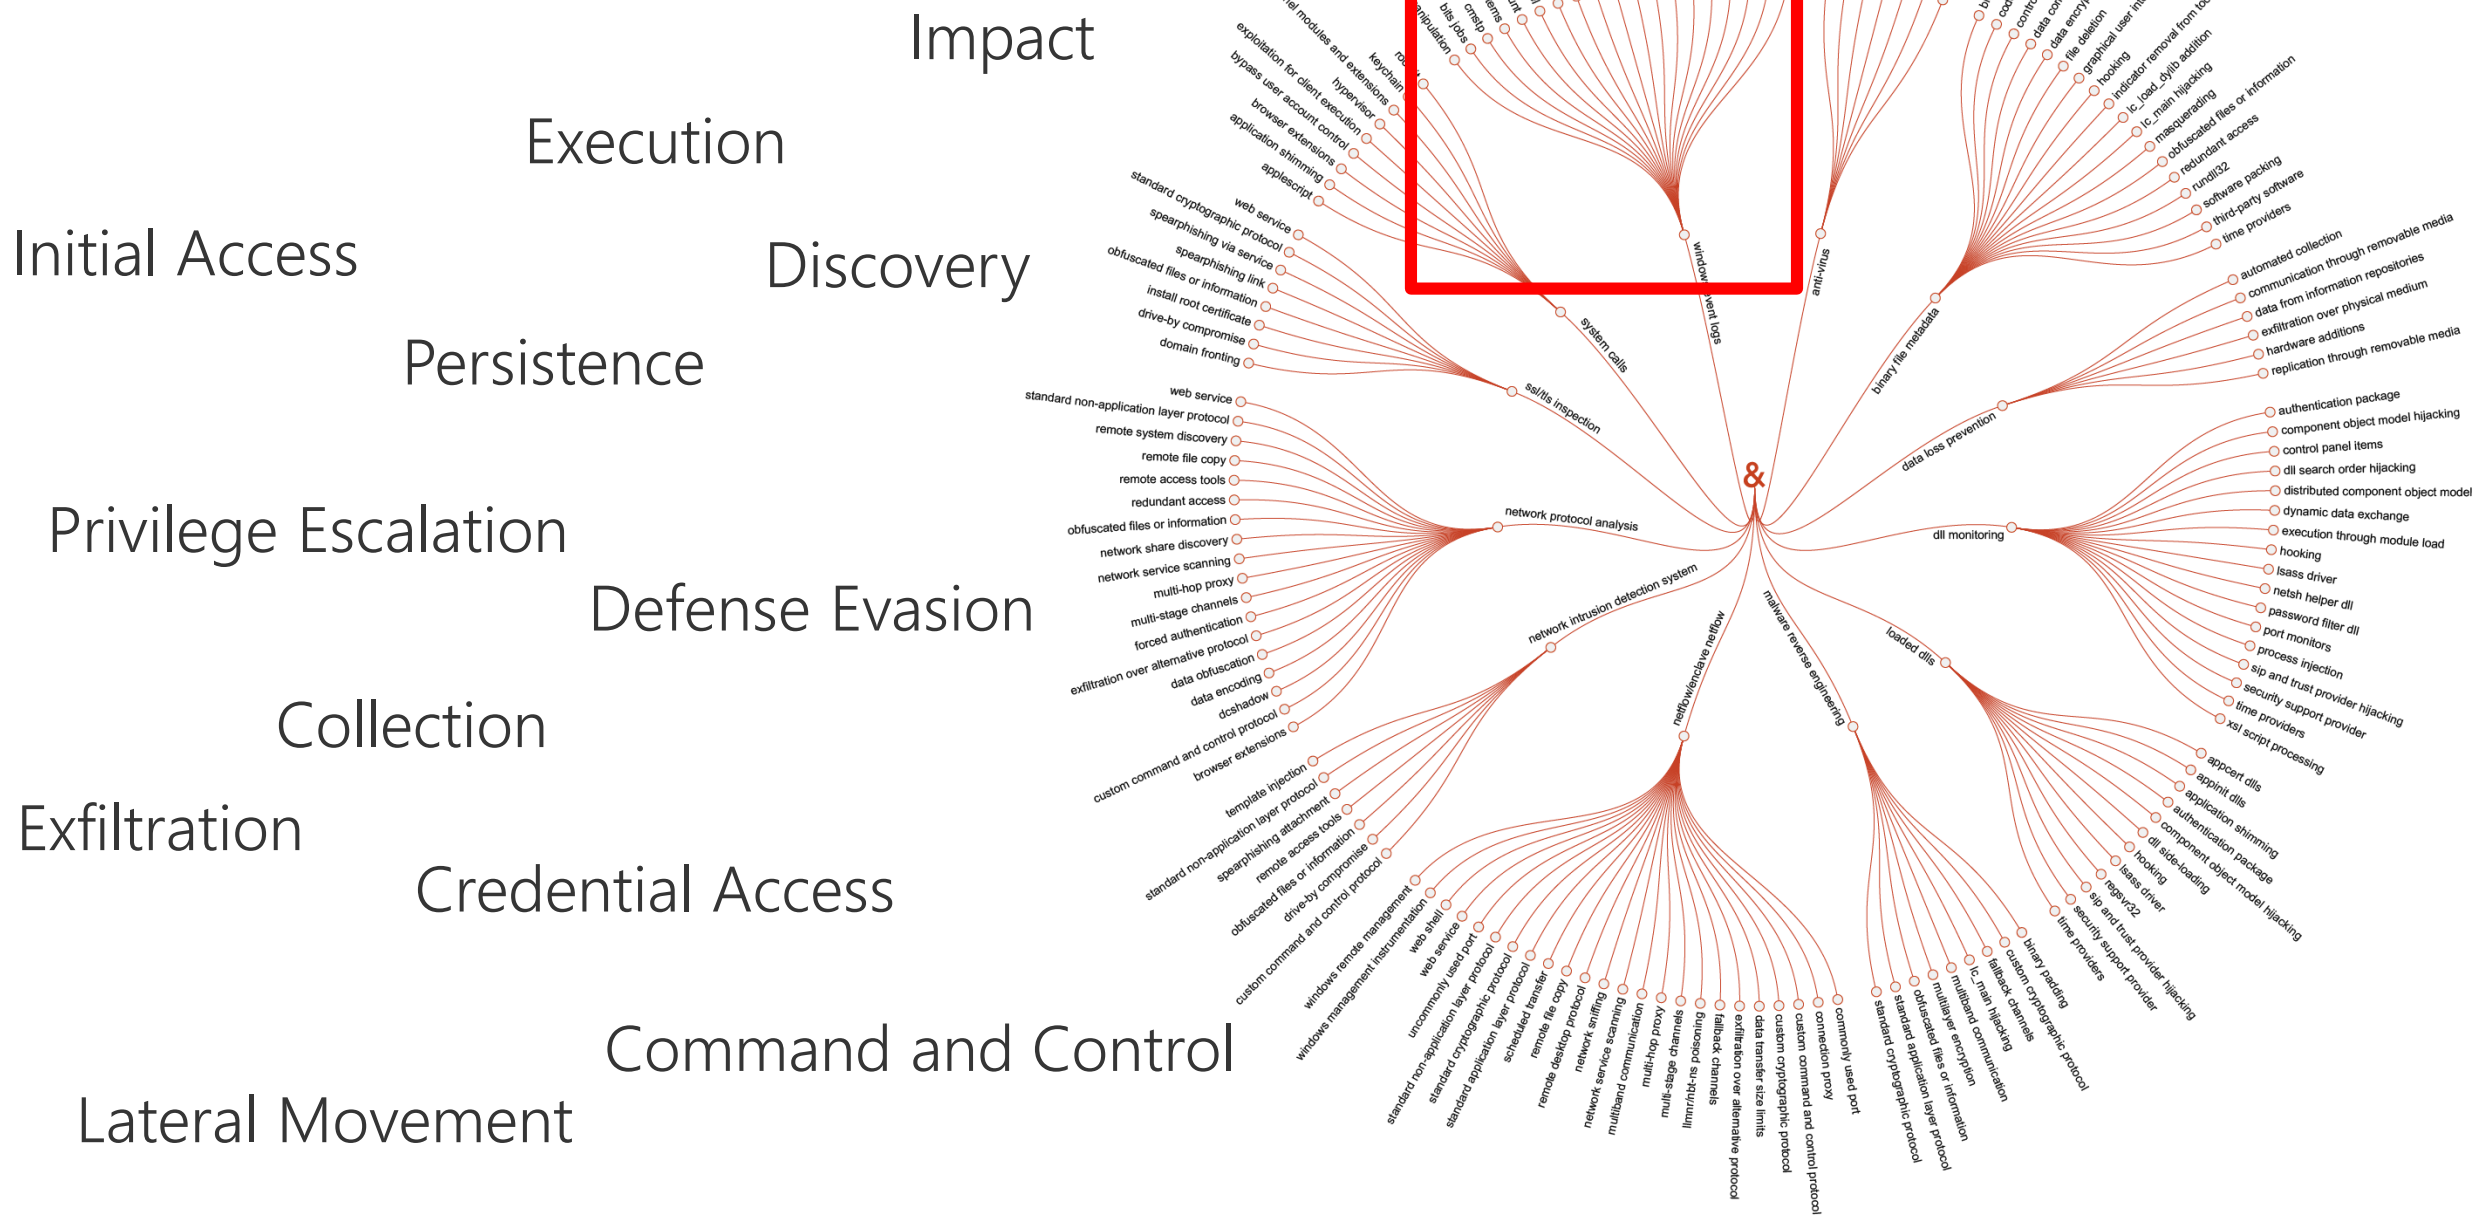 Impact
Execution
Initial Access
Discovery
Persistence
Privilege Escalation
Defense Evasion
Collection
Exfiltration
Credential Access
Command and Control
Lateral Movement
&
manipulation
bits jobs
cmstp
windows event logs
keychain
modules and extensions
hypervisor
exploitation for client execution
bypass user account control
browser extensions
application shimming
applescript
system calls
web service
standard cryptographic protocol
spearphishing via service
spearphishing link
obfuscated files or information
install root certificate
drive-by compromise
domain fronting
ssl/tls inspection
web service
standard non-application layer protocol
remote system discovery
remote file copy
remote access tools
redundant access
obfuscated files or information
network share discovery
network service scanning
multi-hop proxy
multi-stage channels
forced authentication
exfiltration over alternative protocol
data obfuscation
data encoding
dcshadow
custom command and control protocol
browser extensions
network protocol analysis
template injection
standard non-application layer protocol
spearphishing attachment
remote access tools
obfuscated files or information
drive-by compromise
custom command and control protocol
network intrusion detection system
windows remote management
windows management instrumentation
web shell
web service
uncommonly used port
standard non-application layer protocol
standard cryptographic protocol
standard application layer protocol
scheduled transfer
remote file copy
remote desktop protocol
network sniffing
network service scanning
multiband communication
multi-hop proxy
multi-stage channels
llmnr/nbt-ns poisoning
fallback channels
exfiltration over alternative protocol
data transfer size limits
custom cryptographic protocol
custom command and control protocol
connection proxy
commonly used port
netflow/enclave netflow
standard cryptographic protocol
standard application layer protocol
obfuscated files or information
multilayer encryption
multiband communication
lc_main hijacking
fallback channels
custom cryptographic protocol
binary padding
malware reverse engineering
time providers
security support provider
sip and trust provider hijacking
regsvr32
lsass driver
hooking
dll side-loading
component object model hijacking
authentication package
application shimming
appinit dlls
appcert dlls
loaded dlls
xsl script processing
time providers
security support provider
sip and trust provider hijacking
process injection
port monitors
password filter dll
netsh helper dll
lsass driver
hooking
execution through module load
dynamic data exchange
distributed component object model
dll search order hijacking
control panel items
component object model hijacking
authentication package
dll monitoring
replication through removable media
hardware additions
exfiltration over physical medium
data from information repositories
communication through removable media
automated collection
data loss prevention
time providers
third-party software
software packing
rundll32
redundant access
obfuscated files or information
masquerading
lc_main hijacking
lc_load_dylib addition
indicator removal from
hooking
graphical user
file deletion
binary file metadata
anti-virus